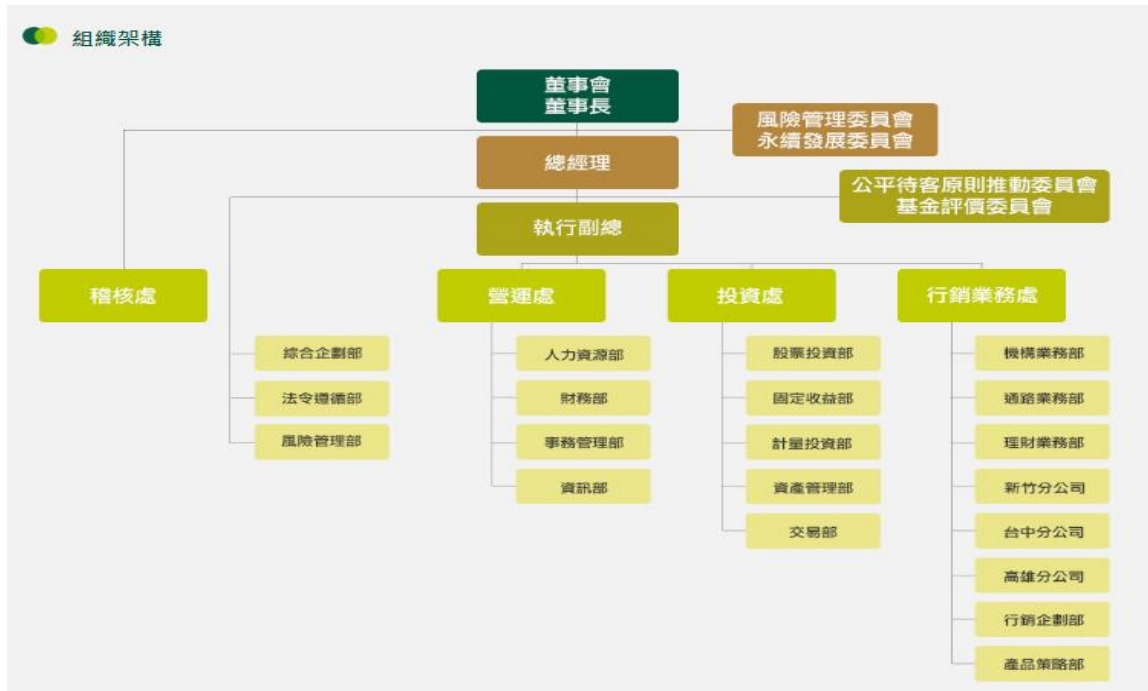 組織架構
董事會
董事長
風險管理委員會
永續發展委員會
總經理
公平待客原則推動委員會
基金評價委員會
執行副總
稽核處
營運處
投資處
行銷業務處
綜合企劃部
法令遵循部
風險管理部
人力資源部
財務部
事務管理部
資訊部
股票投資部
固定收益部
計量投資部
資產管理部
交易部
機構業務部
通路業務部
理財業務部
新竹分公司
台中分公司
高雄分公司
行銷企劃部
產品策略部